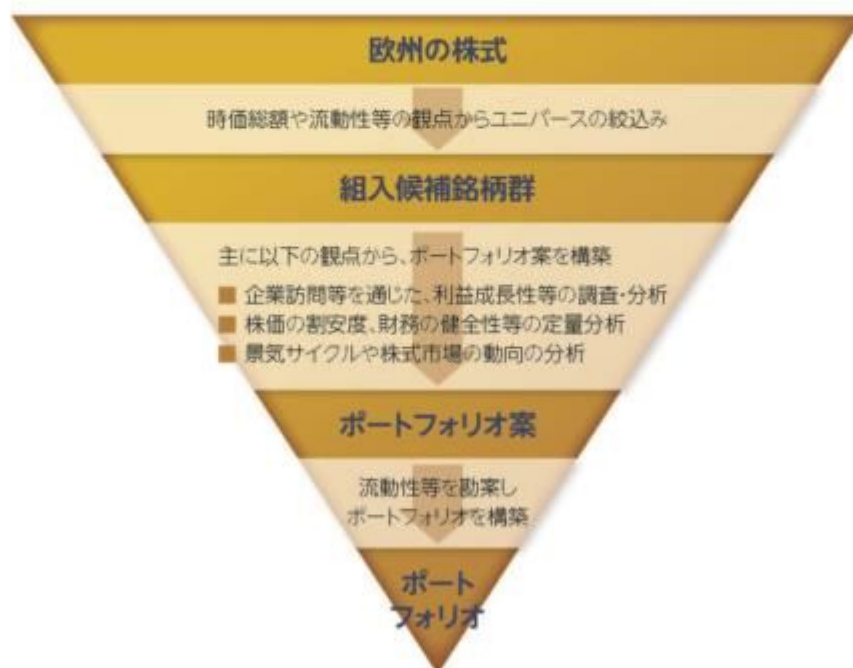 欧州の株式
時価総額や流動性等の観点からユニバースの絞込み
組入候補銘柄群
主に以下の観点から、ポートフォリオ案を構築
■ 企業訪問等を通じた、利益成長性等の調査・分析
■ 株価の割安度、財務の健全性等の定量分析
■ 景気サイクルや株式市場の動向の分析
ポートフォリオ案
流動性等を勘案し
ポートフォリオを構築
ポート
フォリオ